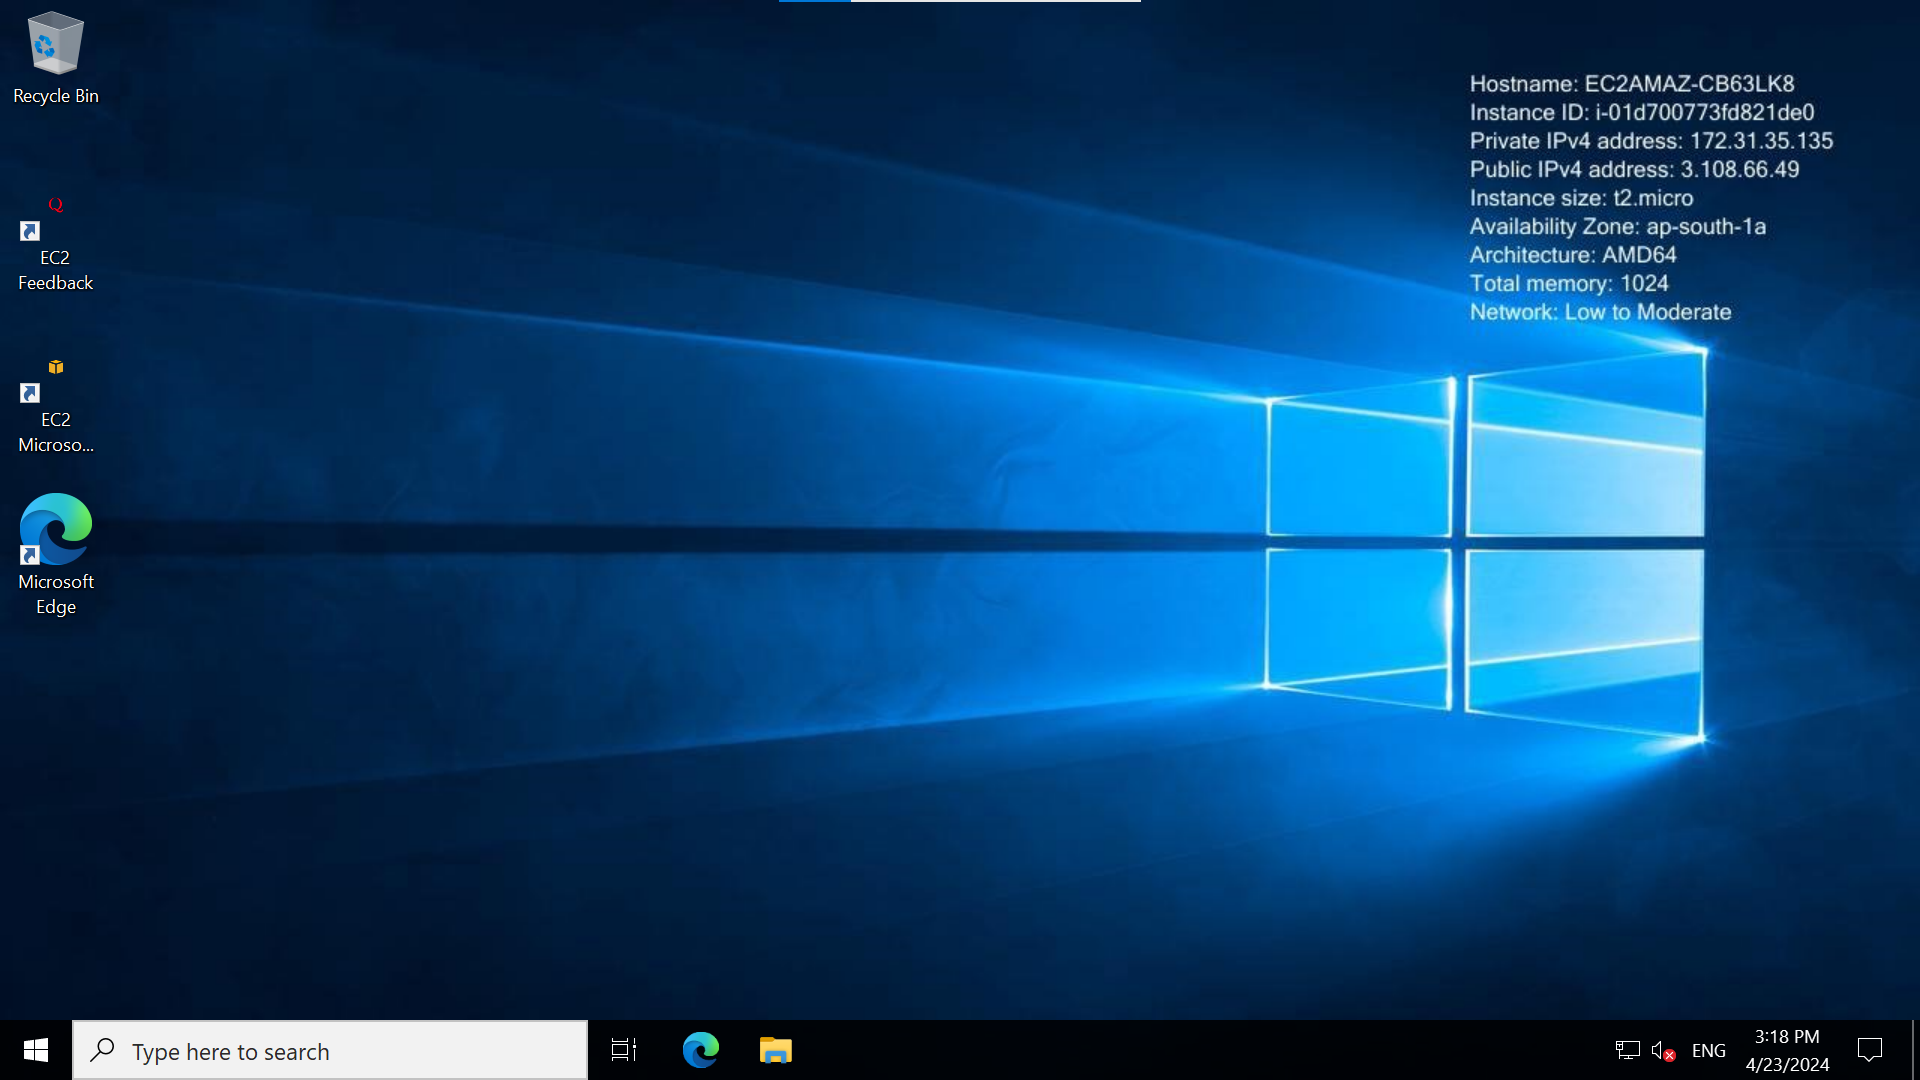 Recycle Bin
EC2
Feedback
EC2
Microso...
Microsoft
Edge
Hostname: EC2AMAZ-CB63LK8
Instance ID: i-01d700773fd821de0
Private IPv4 address: 172.31.35.135
Public IPv4 address: 3.108.66.49
Instance size: t2.micro
Availability Zone: ap-south-1a
Architecture: AMD64
Total memory: 1024
Network: Low to Moderate
Type here to search
ENG
3:18 PM
4/23/2024